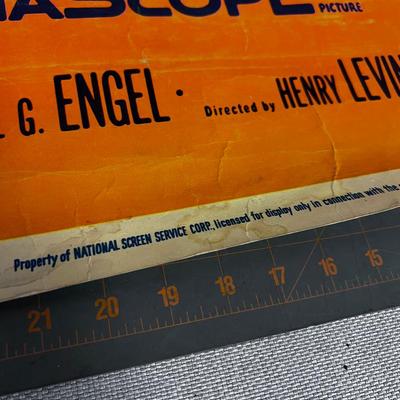 ASCOPE PICTURE
G. ENGEL • Directed by HENRY LEVIN
Property of NATIONAL SCREEN SERVICE CORP., licensed for display only in connection with the
21 20 19 18 17 16 15